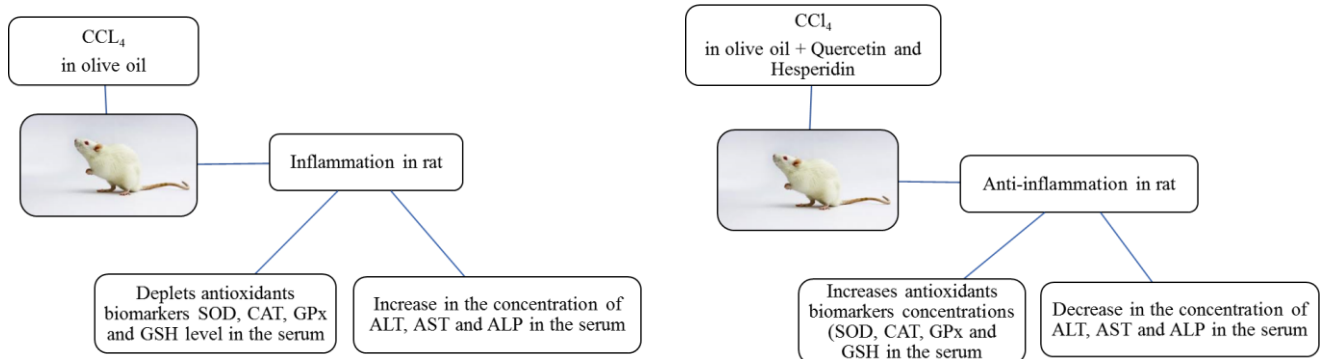 CCL₄
in olive oil
Inflammation in rat
Deplets antioxidants
biomarkers SOD, CAT, GPx
and GSH level in the serum
Increase in the concentration of
ALT, AST and ALP in the serum
CCl₄
in olive oil + Quercetin and
Hesperidin
Anti-inflammation in rat
Increases antioxidants
biomarkers concentrations
(SOD, CAT, GPx and
GSH in the serum
Decrease in the concentration of
ALT, AST and ALP in the serum